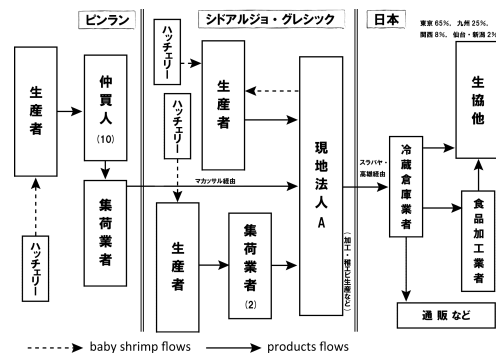 ピンラン
シドアルジョ・グレシック
日本
東京 65%、九州 25%、
関西 8%、仙台・新潟 2%
生産者
仲買人
(10)
集荷業者
ハッチェリー
ハッチェリー
ハッチェリー
生産者
生産者
集荷業者
(2)
マカッサル経由
現地法人A
(加工・稚エビ生産など)
スラバヤ・
高雄経由
冷蔵倉庫業者
生協他
食品加工業者
通販など
baby shrimp flows
products flows